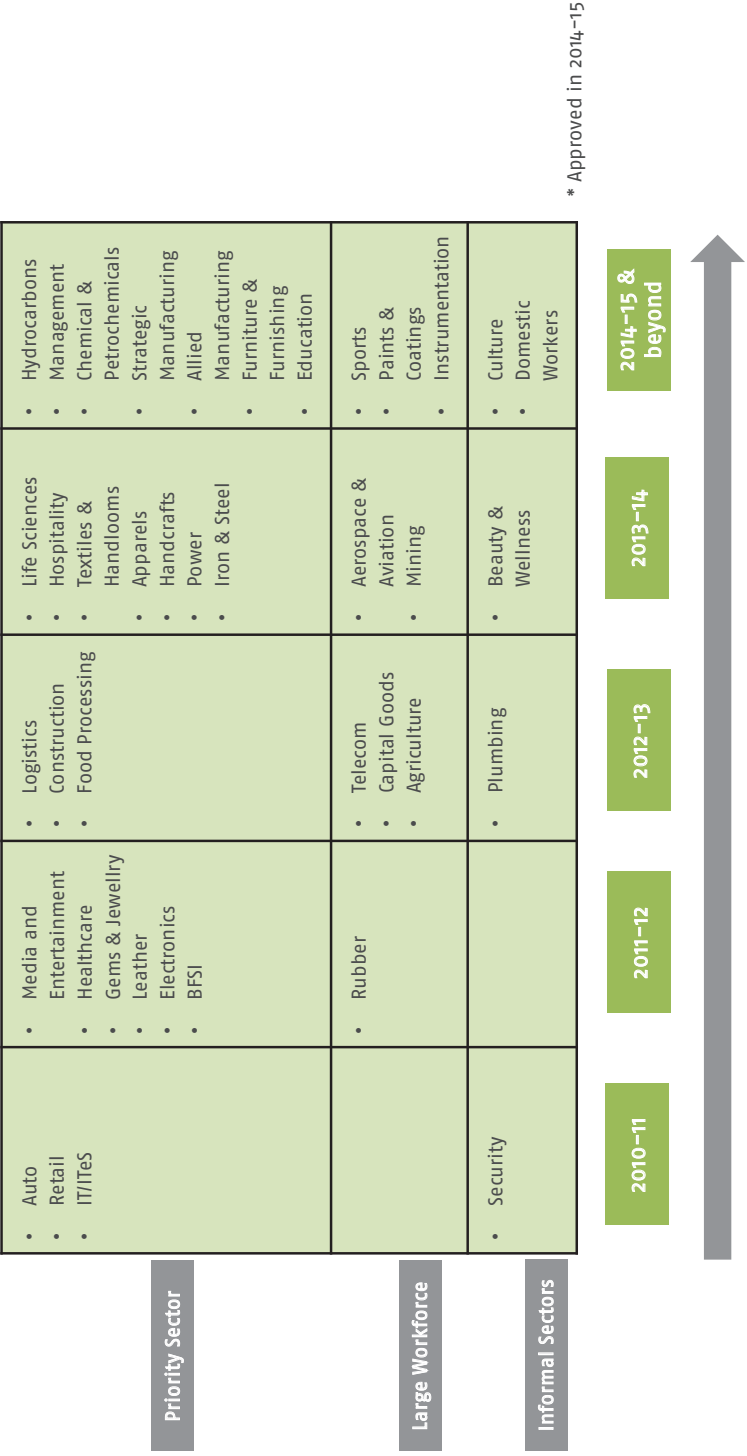 Priority Sector
• Auto
• Retail
• IT/ITeS
• Media and
Entertainment
• Healthcare
• Gems & Jewellry
• Leather
• Electronics
• BFSI
• Logistics
• Construction
• Food Processing
• Life Sciences
• Hospitality
• Textiles &
Handlooms
• Apparels
• Handcrafts
• Power
• Iron & Steel
• Hydrocarbons
• Management
• Chemical &
Petrochemicals
• Strategic
Manufacturing
• Allied
Manufacturing
• Furniture &
Furnishing
• Education
Large Workforce
• Rubber
• Telecom
• Capital Goods
• Agriculture
• Aerospace &
Aviation
• Mining
• Sports
• Paints &
Coatings
• Instrumentation
Informal Sectors
• Security
• Plumbing
• Beauty &
Wellness
• Culture
• Domestic
Workers
* Approved in 2014–15
2010–11
2011–12
2012–13
2013–14
2014–15 &
beyond